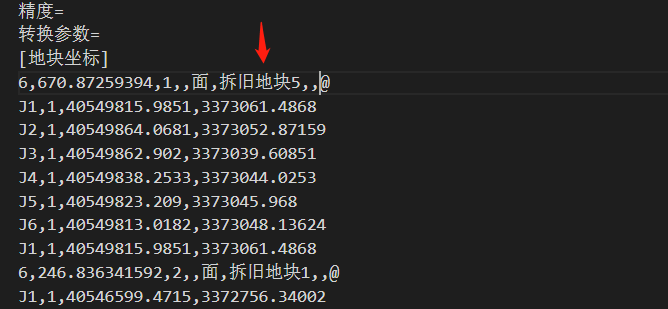 精度=
转换参数=
[地块坐标]
6,670.87259394,1,,面,拆旧地块5,,@
J1,1,40549815.9851,3373061.4868
J2,1,40549864.0681,3373052.87159
J3,1,40549862.902,3373039.60851
J4,1,40549838.2533,3373044.0253
J5,1,40549823.209,3373045.968
J6,1,40549813.0182,3373048.13624
J1,1,40549815.9851,3373061.4868
6,246.836341592,2,,面,拆旧地块1,,@
J1,1,40546599.4715,3372756.34002